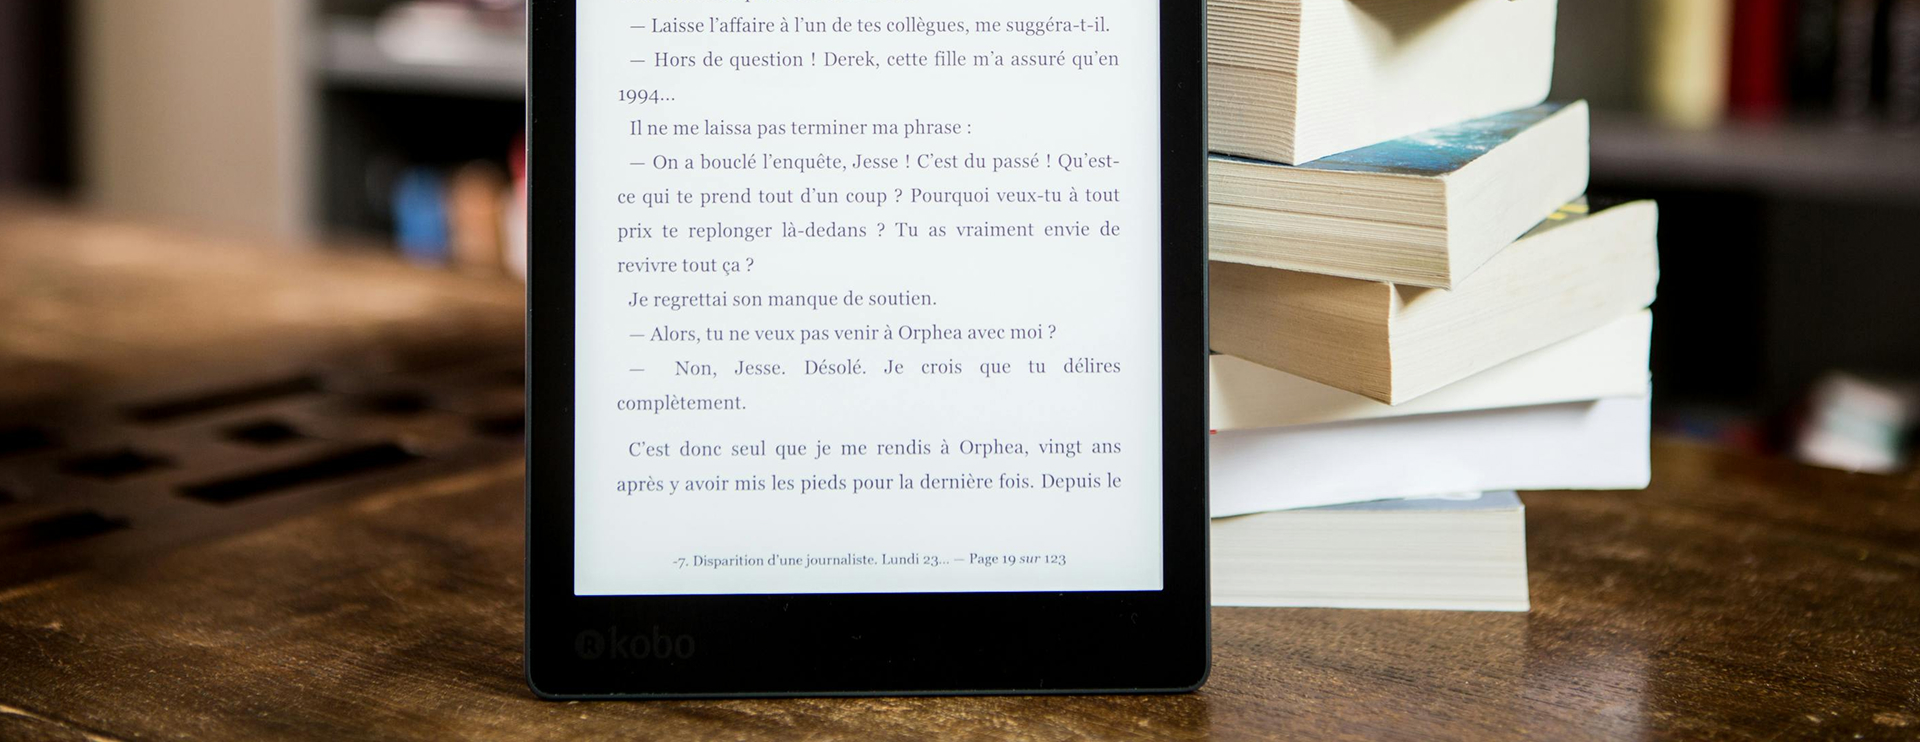 — Laisse l’affaire à l’un de tes collègues, me suggéra-t-il.
— Hors de question ! Derek, cette fille m’a assuré qu’en
1994...
Il ne me laissa pas terminer ma phrase :
— On a bouclé l’enquête, Jesse ! C’est du passé ! Qu’est-
ce qui te prend tout d’un coup ? Pourquoi veux-tu à tout
prix te replonger là-dedans ? Tu as vraiment envie de
revivre tout ça ?
Je regrettai son manque de soutien.
— Alors, tu ne veux pas venir à Orphea avec moi ?
— Non, Jesse. Désolé. Je crois que tu délires
complètement.
C’est donc seul que je me rendis à Orphea, vingt ans
après y avoir mis les pieds pour la dernière fois. Depuis le
-7. Disparition d’une journaliste. Lundi 23... — Page 19 sur 123
kobo